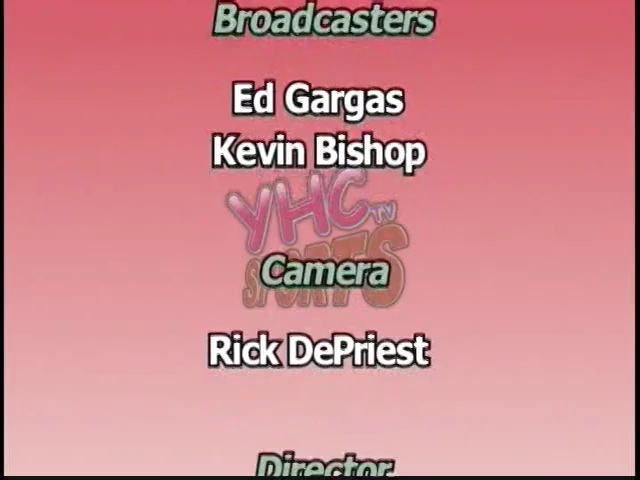 Broadcasters
Ed Gargas
Kevin Bishop
YHC TV
SPORTS
Camera
Rick DePriest
Director